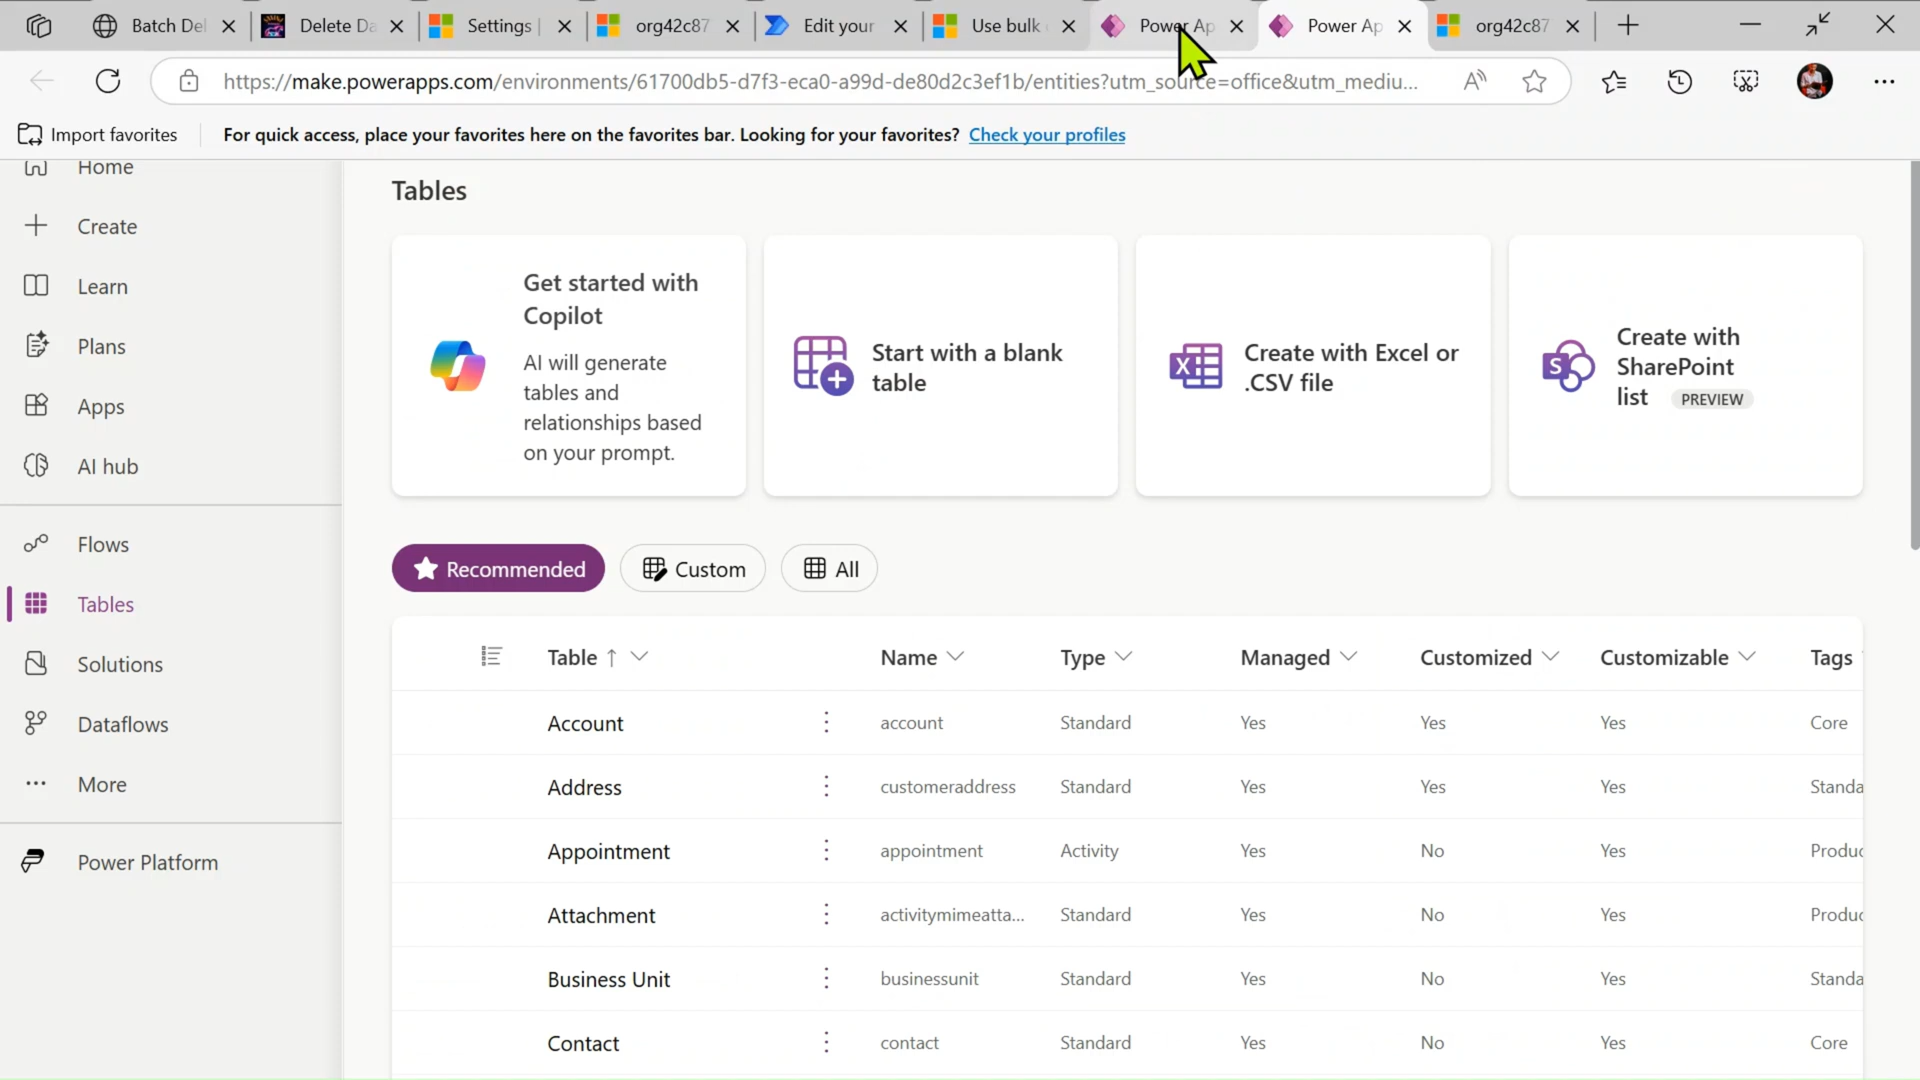 Batch Del
Delete Da
Settings |
org42c87
Edit your
Use bulk
Power Ap
Power Ap
org42c87
https://make.powerapps.com/environments/61700db5-d7f3-eca0-a99d-de80d2c3ef1b/entities?utm_source=office&utm_mediu...
Import favorites
For quick access, place your favorites here on the favorites bar. Looking for your favorites? Check your profiles
Home
Create
Learn
Plans
Apps
AI hub
Flows
Tables
Solutions
Dataflows
More
Power Platform
Tables
Get started with
Copilot
AI will generate
tables and
relationships based
on your prompt.
Start with a blank
table
Create with Excel or
.CSV file
Create with
SharePoint
list PREVIEW
Recommended
Custom
All
Table Name Type Managed Customized Customizable Tags
Account account Standard Yes Yes Yes Core
Address customeraddress Standard Yes Yes Yes Standa
Appointment appointment Activity Yes No Yes Produc
Attachment activitymimeatta... Standard Yes No Yes Produc
Business Unit businessunit Standard Yes No Yes Standa
Contact contact Standard Yes No Yes Core